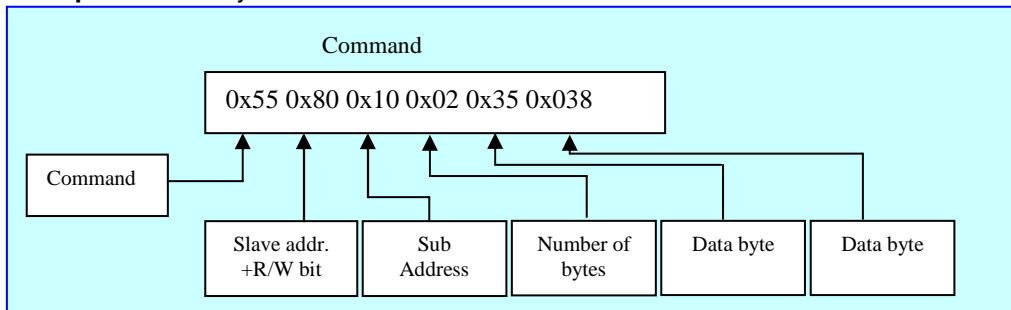 Command
0x55 0x80 0x10 0x02 0x35 0x038
Command
Slave addr.
+R/W bit
Sub
Address
Number of
bytes
Data byte
Data byte